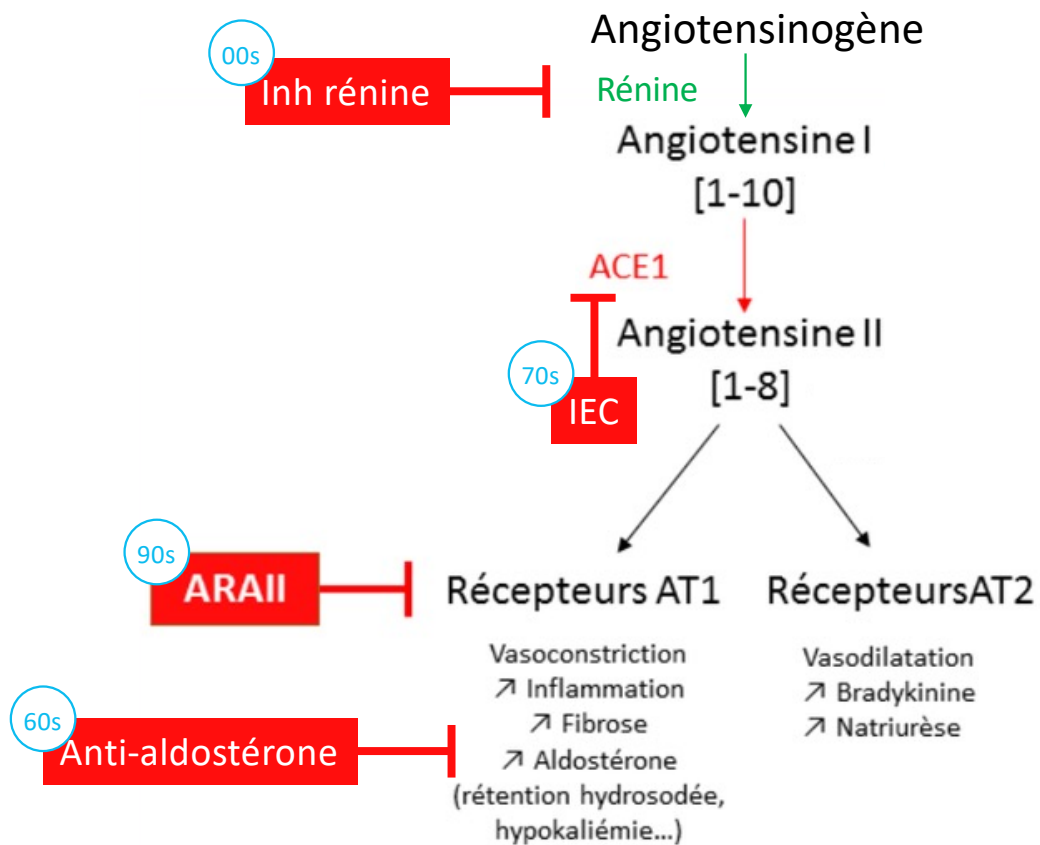 Angiotensinogène
00s
Inh rénine
Rénine
Angiotensine I
[1-10]
ACE1
Angiotensine II
[1-8]
70s
IEC
90s
ARAII
Récepteurs AT1
RécepteursAT2
Vasoconstriction
↗ Inflammation
↗ Fibrose
↗ Aldostérone
(rétention hydrosodée,
hypokaliémie...)
Vasodilatation
↗ Bradykinine
↗ Natriurèse
60s
Anti-aldostérone